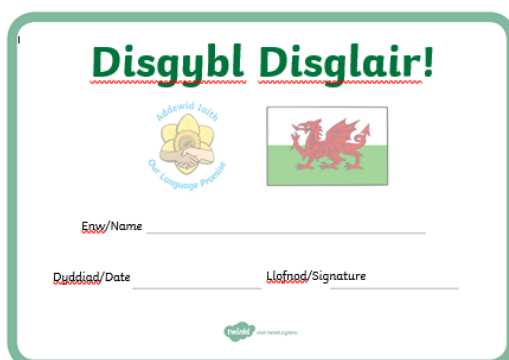 Disgybl Disglair!
Addewid Iaith
Our Language Promise
Enw/Name
Dyddiad/Date Llofnod/Signature
twinkl